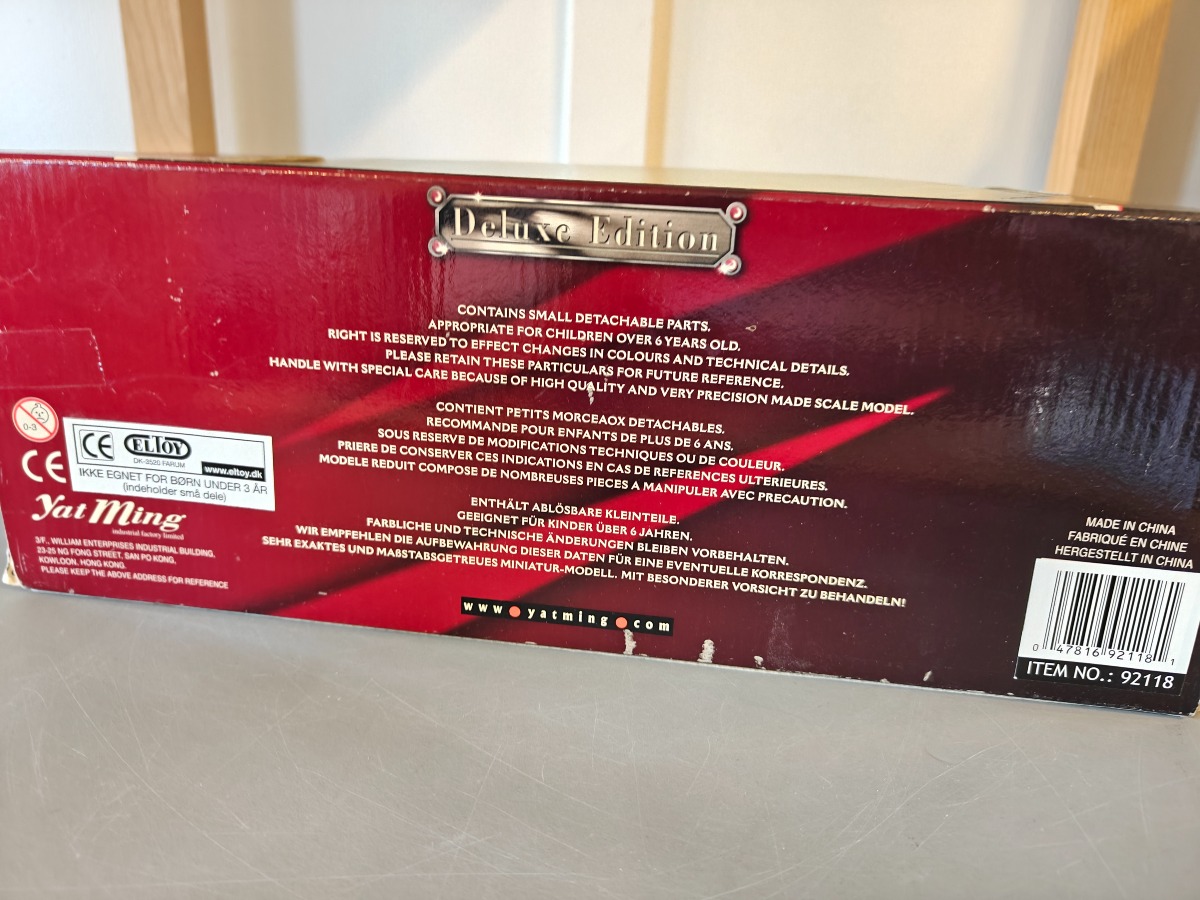 Deluxe Edition
CONTAINS SMALL DETACHABLE PARTS.
APPROPRIATE FOR CHILDREN OVER 6 YEARS OLD.
RIGHT IS RESERVED TO EFFECT CHANGES IN COLOURS AND TECHNICAL DETAILS.
PLEASE RETAIN THESE PARTICULARS FOR FUTURE REFERENCE.
HANDLE WITH SPECIAL CARE BECAUSE OF HIGH QUALITY AND VERY PRECISION MADE SCALE MODEL.
CONTIENT PETITS MORCEAOX DETACHABLES.
RECOMMANDE POUR ENFANTS DE PLUS DE 6 ANS.
SOUS RESERVE DE MODIFICATIONS TECHNIQUES OU DE COULEUR.
PRIERE DE CONSERVER CES INDICATIONS EN CAS DE REFERENCES ULTERIEURES.
MODELE REDUIT COMPOSE DE NOMBREUSES PIECES A MANIPULER AVEC PRECAUTION.
ENTHÄLT ABLÖSBARE KLEINTEILE.
GEEIGNET FÜR KINDER ÜBER 6 JAHREN.
FARBLICHE UND TECHNISCHE ÄNDERUNGEN BLEIBEN VORBEHALTEN.
WIR EMPFEHLEN DIE AUFBEWAHRUNG DIESER DATEN FÜR EINE EVENTUELLE KORRESPONDENZ.
SEHR EXAKTES UND MAßSTABSGETREUES MINIATUR-MODELL. MIT BESONDERER VORSICHT ZU BEHANDELN!
www.yatming.com
0-3
CE
CE
ELTOY
DK-3520 FARUM
www.eltoy.dk
IKKE EGNET FOR BØRN UNDER 3 ÅR
(indeholder små dele)
Yat Ming
industrial factory limited
3/F., WILLIAM ENTERPRISES INDUSTRIAL BUILDING,
23-25 NG FONG STREET, SAN PO KONG,
KOWLOON, HONG KONG.
PLEASE KEEP THE ABOVE ADDRESS FOR REFERENCE
MADE IN CHINA
FABRIQUÉ EN CHINE
HERGESTELLT IN CHINA
0 47816 92118 1
ITEM NO.: 92118